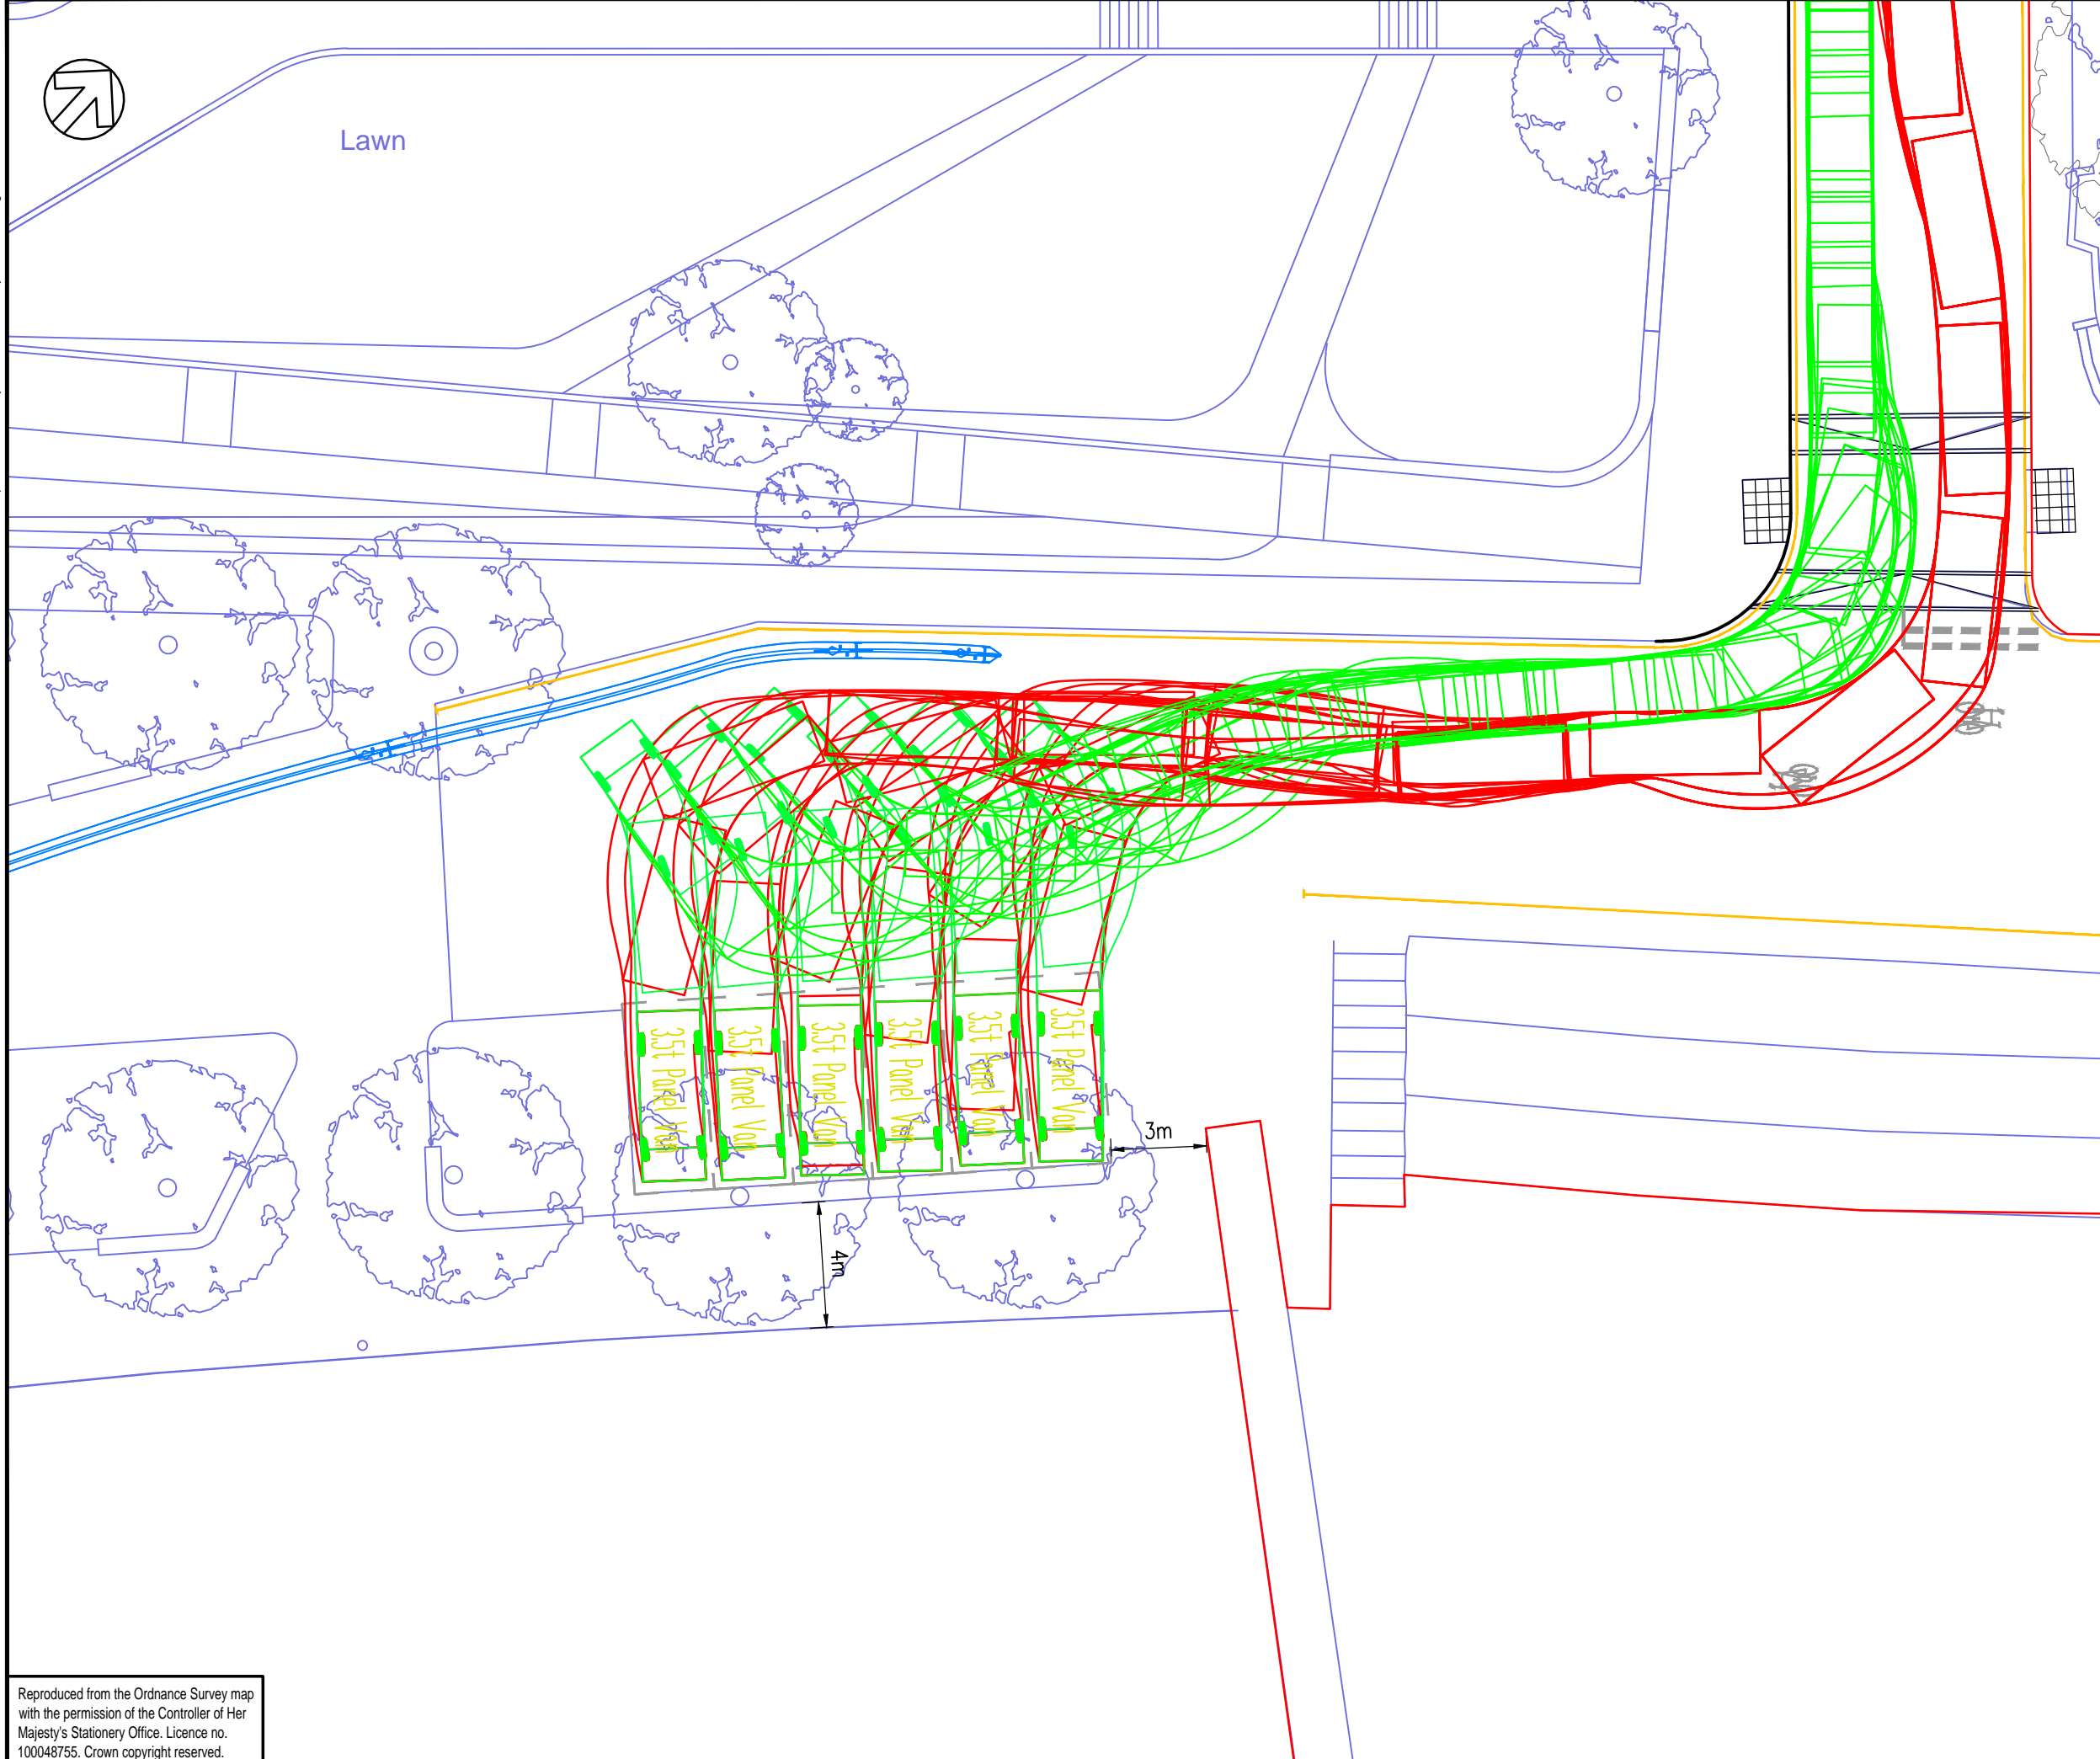 Lawn
3.5t Panel Van
3.5t Panel Van
3.5t Panel Van
3.5t Panel Van
3.5t Panel Van
3.5t Panel Van
3m
4m
Reproduced from the Ordnance Survey map
with the permission of the Controller of Her
Majesty's Stationery Office. Licence no.
100048755. Crown copyright reserved.